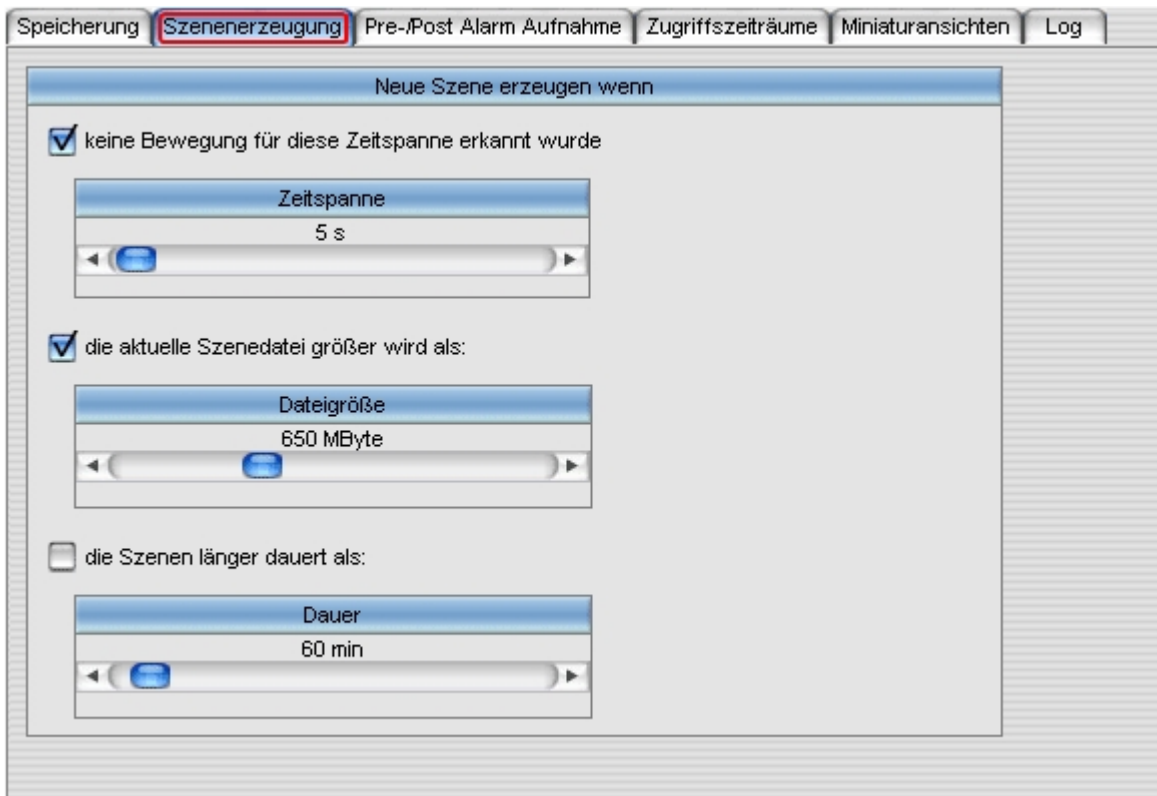 Speicherung Szenenerzeugung Pre-/Post Alarm Aufnahme Zugriffszeiträume Miniaturansichten Log
Neue Szene erzeugen wenn
keine Bewegung für diese Zeitspanne erkannt wurde
Zeitspanne
5 s
die aktuelle Szenedatei größer wird als:
Dateigröße
650 MByte
die Szenen länger dauert als:
Dauer
60 min